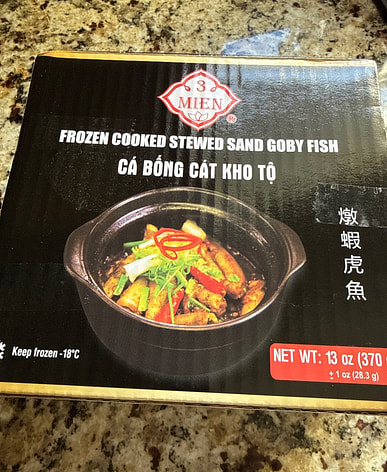 3
MIEN
®
FROZEN COOKED STEWED SAND GOBY FISH
CÁ BỐNG CÁT KHO TỘ
燉蝦虎魚
Keep frozen -18°C
NET WT: 13 oz (370
± 1 oz (28.3 g)